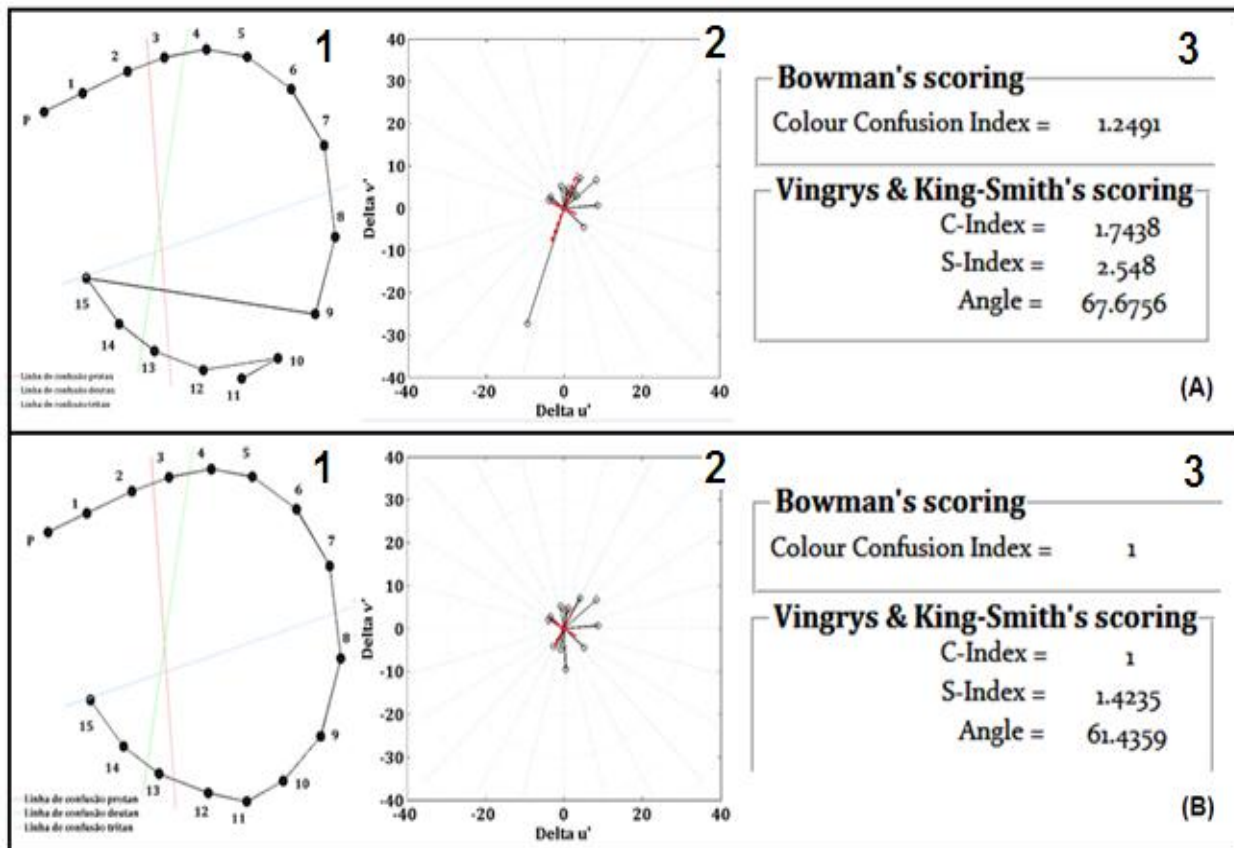 1
P
1
2
3
4
5
6
7
8
9
10
11
12
13
14
15
Linha de confusão protan
Linha de confusão deutan
Linha de confusão tritan
2
40
30
20
10
0
-10
-20
-30
-40
-40 -20 0 20 40
Delta v'
Delta u'
3
Bowman's scoring
Colour Confusion Index = 1.2491
Vingrys & King-Smith's scoring
C-Index = 1.7438
S-Index = 2.548
Angle = 67.6756
(A)
1
P
1
2
3
4
5
6
7
8
9
10
11
12
13
14
15
Linha de confusão protan
Linha de confusão deutan
Linha de confusão tritan
2
40
30
20
10
0
-10
-20
-30
-40
-40 -20 0 20 40
Delta v'
Delta u'
3
Bowman's scoring
Colour Confusion Index = 1
Vingrys & King-Smith's scoring
C-Index = 1
S-Index = 1.4235
Angle = 61.4359
(B)